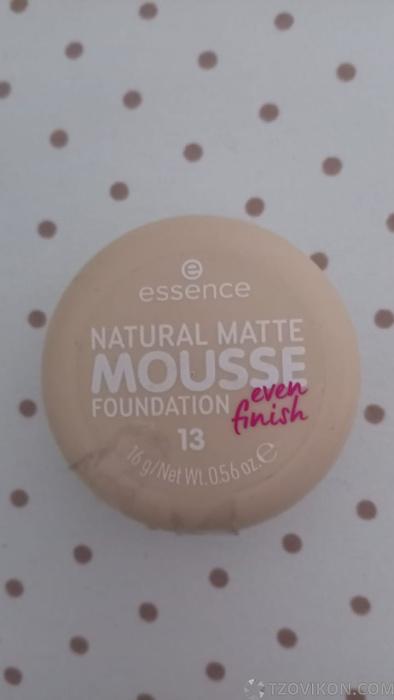 e
essence
NATURAL MATTE
MOUSSE
FOUNDATION
even
finish
13
16 g/Net Wt. 0.56 oz. ℮
TZOVIKON.COM